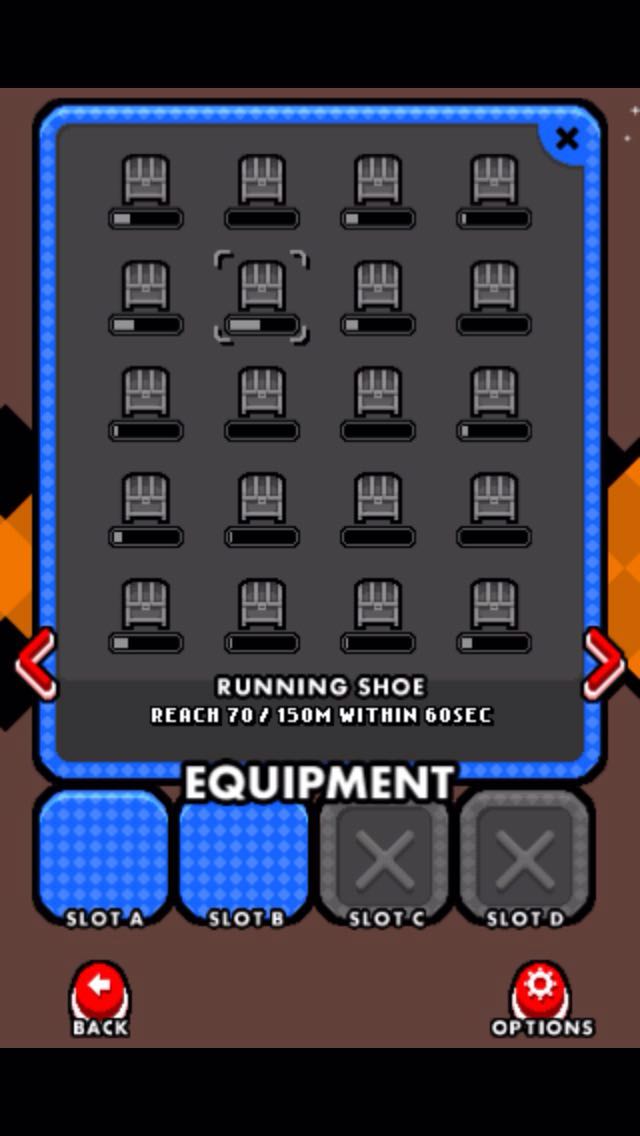 RUNNING SHOE
REACH 70 / 150M WITHIN 60SEC
EQUIPMENT
SLOT A
SLOT B
SLOT C
SLOT D
BACK
OPTIONS